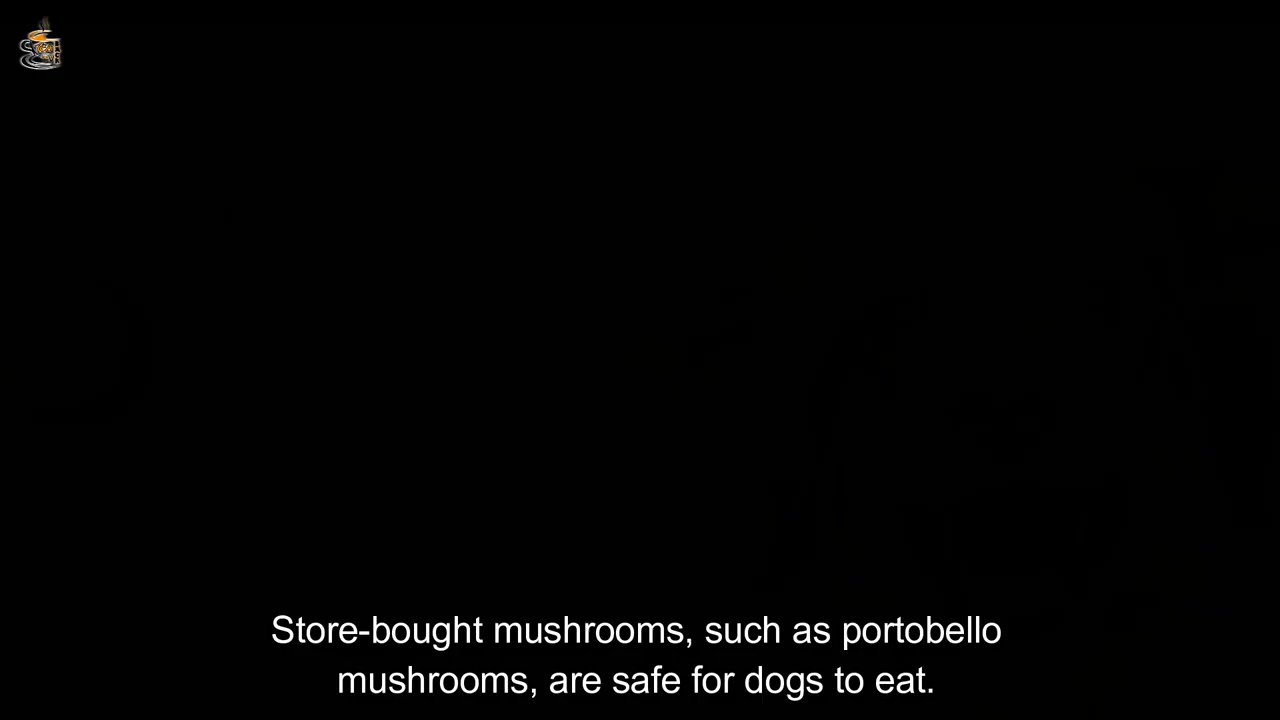 Store-bought mushrooms, such as portobello
mushrooms, are safe for dogs to eat.